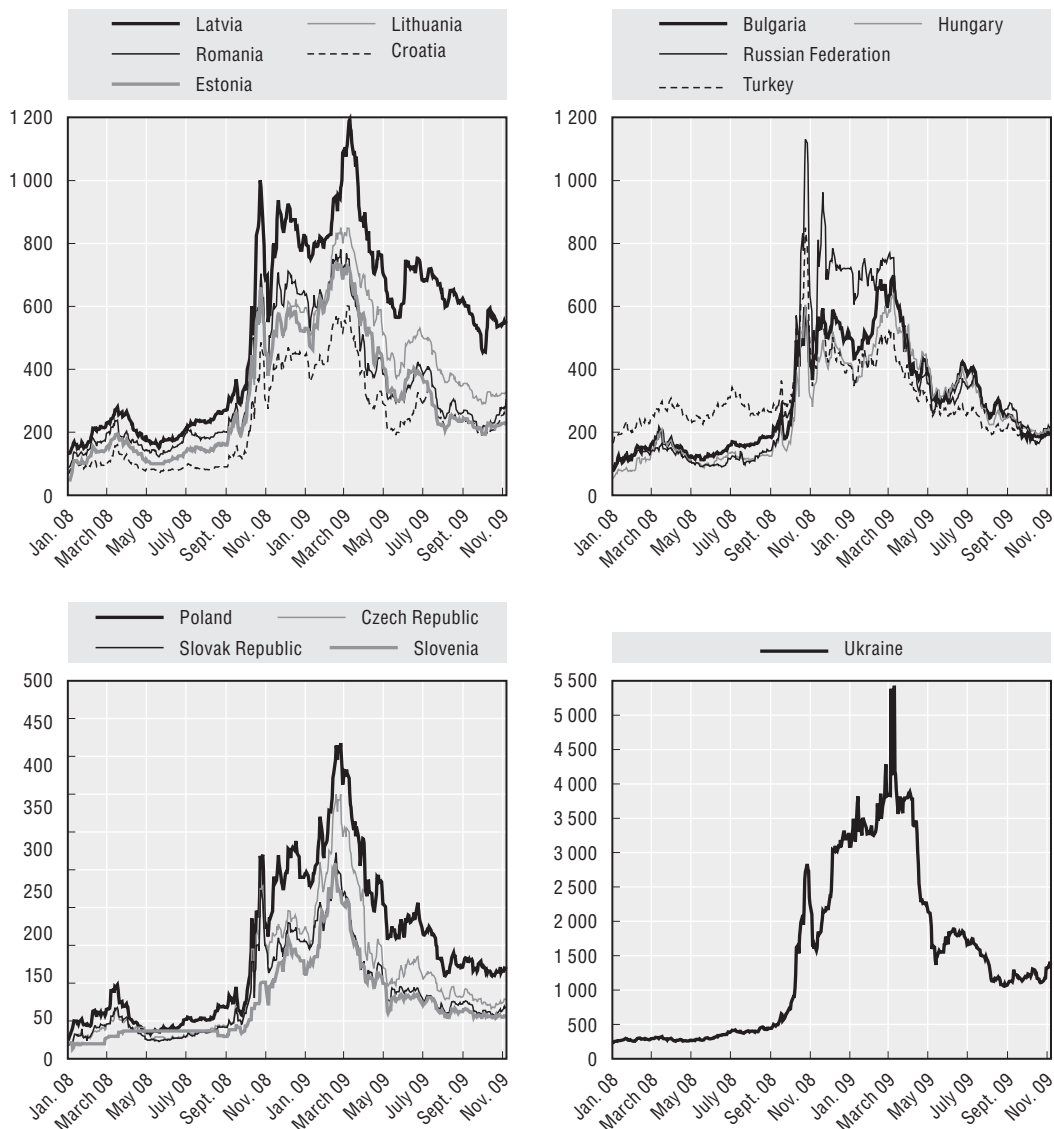 Latvia
Lithuania
Romania
Croatia
Estonia
1 200
1 000
800
600
400
200
0
Jan. 08
March 08
May 08
July 08
Sept. 08
Nov. 08
Jan. 09
March 09
May 09
July 09
Sept. 09
Nov. 09
Bulgaria
Hungary
Russian Federation
Turkey
1 200
1 000
800
600
400
200
0
Jan. 08
March 08
May 08
July 08
Sept. 08
Nov. 08
Jan. 09
March 09
May 09
July 09
Sept. 09
Nov. 09
Poland
Czech Republic
Slovak Republic
Slovenia
500
450
400
350
300
250
200
150
50
0
Jan. 08
March 08
May 08
July 08
Sept. 08
Nov. 08
Jan. 09
March 09
May 09
July 09
Sept. 09
Nov. 09
Ukraine
5 500
5 000
4 500
4 000
3 500
3 000
2 500
2 000
1 500
1 000
500
0
Jan. 08
March 08
May 08
July 08
Sept. 08
Nov. 08
Jan. 09
March 09
May 09
July 09
Sept. 09
Nov. 09